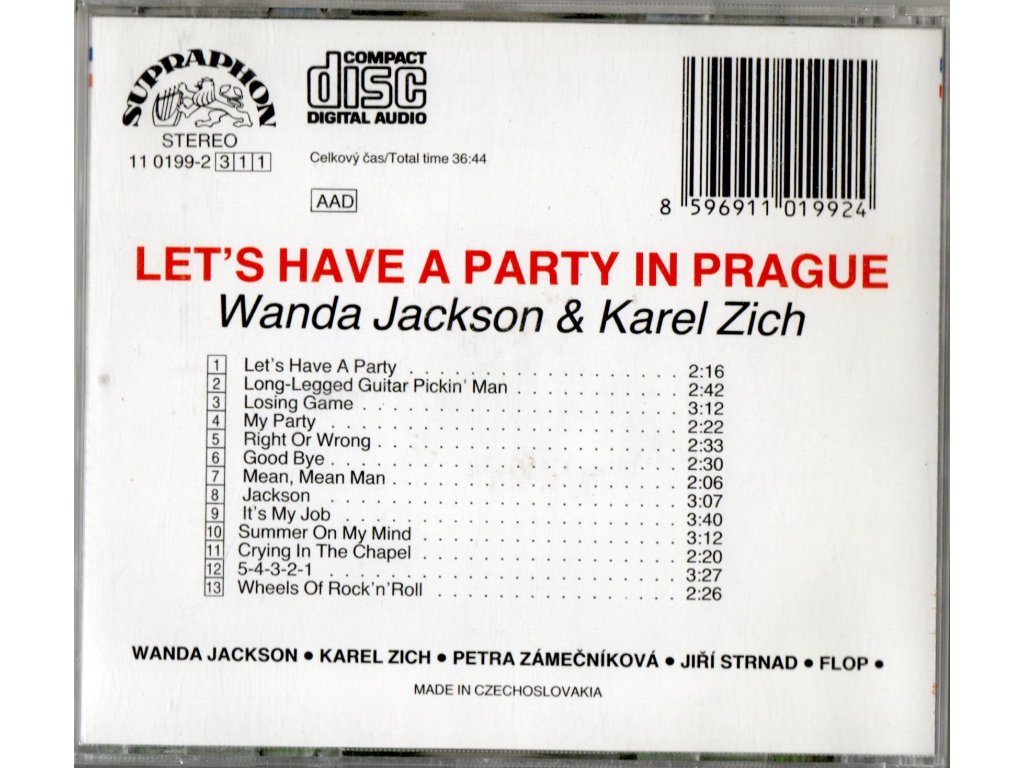 SUPRAPHON
STEREO
11 0199-2 311
COMPACT
disc
DIGITAL AUDIO
Celkový čas/Total time 36:44
AAD
8 596911 019924
LET'S HAVE A PARTY IN PRAGUE
Wanda Jackson & Karel Zich
1 Let's Have A Party . . . . . . . . . . . . . . . . . . 2:16
2 Long-Legged Guitar Pickin' Man . . . . . . . . . . . 2:42
3 Losing Game . . . . . . . . . . . . . . . . . . . . . 3:12
4 My Party . . . . . . . . . . . . . . . . . . . . . . . 2:22
5 Right Or Wrong . . . . . . . . . . . . . . . . . . . . 2:33
6 Good Bye . . . . . . . . . . . . . . . . . . . . . . . 2:30
7 Mean, Mean Man . . . . . . . . . . . . . . . . . . . 2:06
8 Jackson . . . . . . . . . . . . . . . . . . . . . . . 3:07
9 It's My Job . . . . . . . . . . . . . . . . . . . . . . 3:40
10 Summer On My Mind . . . . . . . . . . . . . . . . . 3:12
11 Crying In The Chapel . . . . . . . . . . . . . . . . . 2:20
12 5-4-3-2-1 . . . . . . . . . . . . . . . . . . . . . . . 3:27
13 Wheels Of Rock'n'Roll . . . . . . . . . . . . . . . . 2:26
WANDA JACKSON ● KAREL ZICH ● PETRA ZÁMEČNÍKOVÁ ● JIŘÍ STRNAD ● FLOP ●
MADE IN CZECHOSLOVAKIA